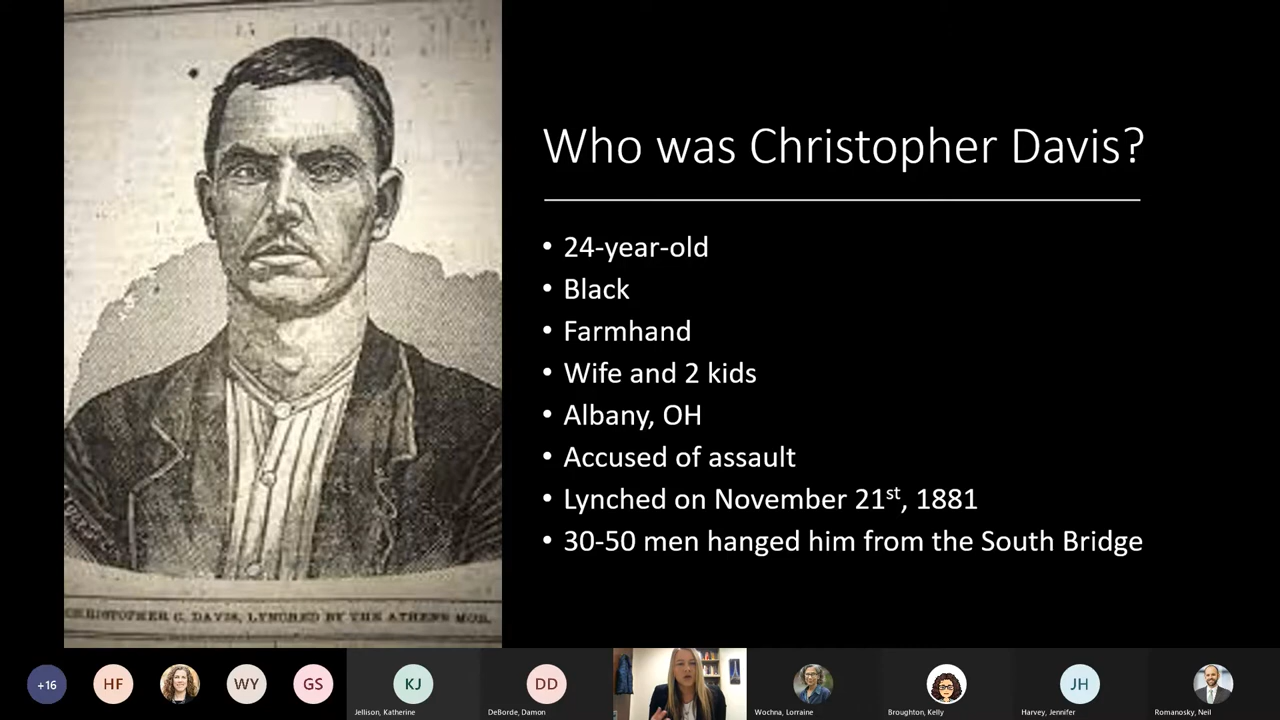 Who was Christopher Davis?
• 24-year-old
• Black
• Farmhand
• Wife and 2 kids
• Albany, OH
• Accused of assault
• Lynched on November 21st, 1881
• 30-50 men hanged him from the South Bridge
CHRISTOPHER C. DAVIS, LYNCHED BY THE ATHENS MOB.
+16
HF
WY
GS
KJ
Jellison, Katherine
DD
DeBorde, Damon
Wochna, Lorraine
Broughton, Kelly
JH
Harvey, Jennifer
Romanosky, Neil